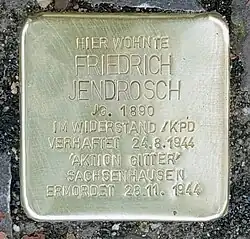 HIER WOHNTE
FRIEDRICH
JENDROSCH
JG. 1890
IM WIDERSTAND / KPD
VERHAFTET 24.8.1944
'AKTION GITTER'
SACHSENHAUSEN
ERMORDET 26.11.1944